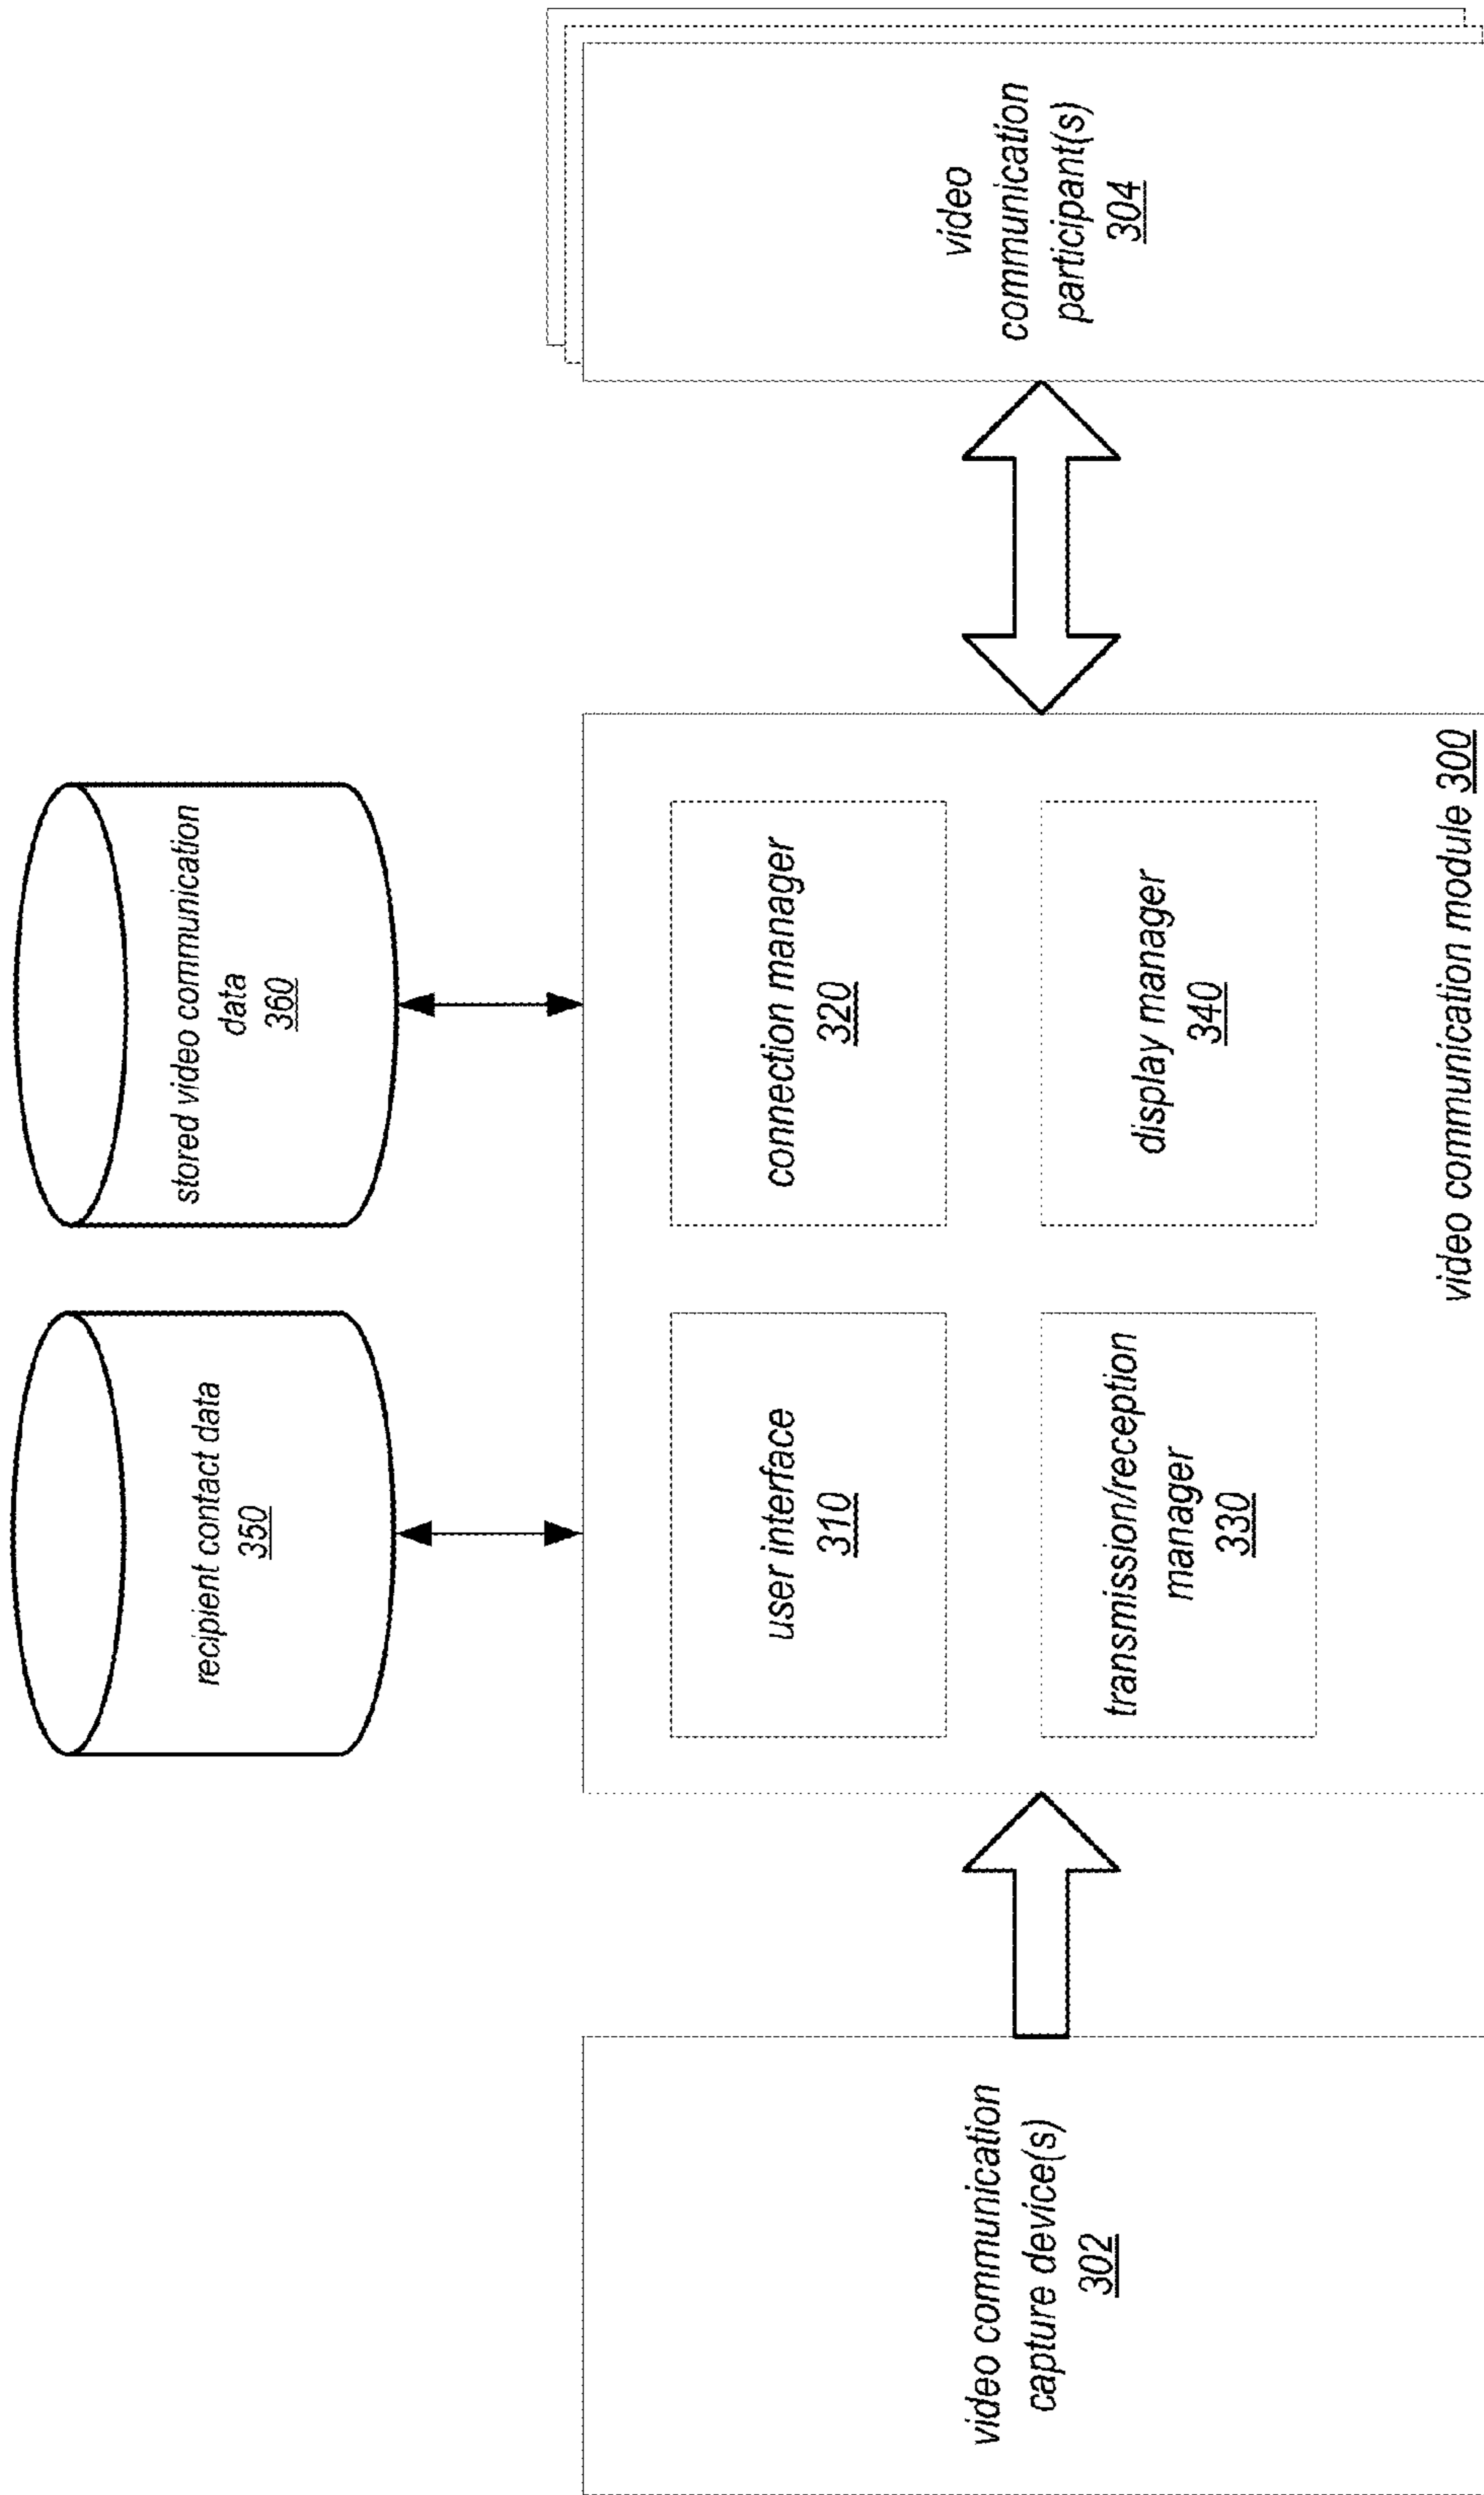 recipient contact data
350
stored video communication
data
360
video communication
capture device(s)
302
user interface
310
connection manager
320
transmission/reception
manager
330
display manager
340
video communication module 300
video
communication
participant(s)
304